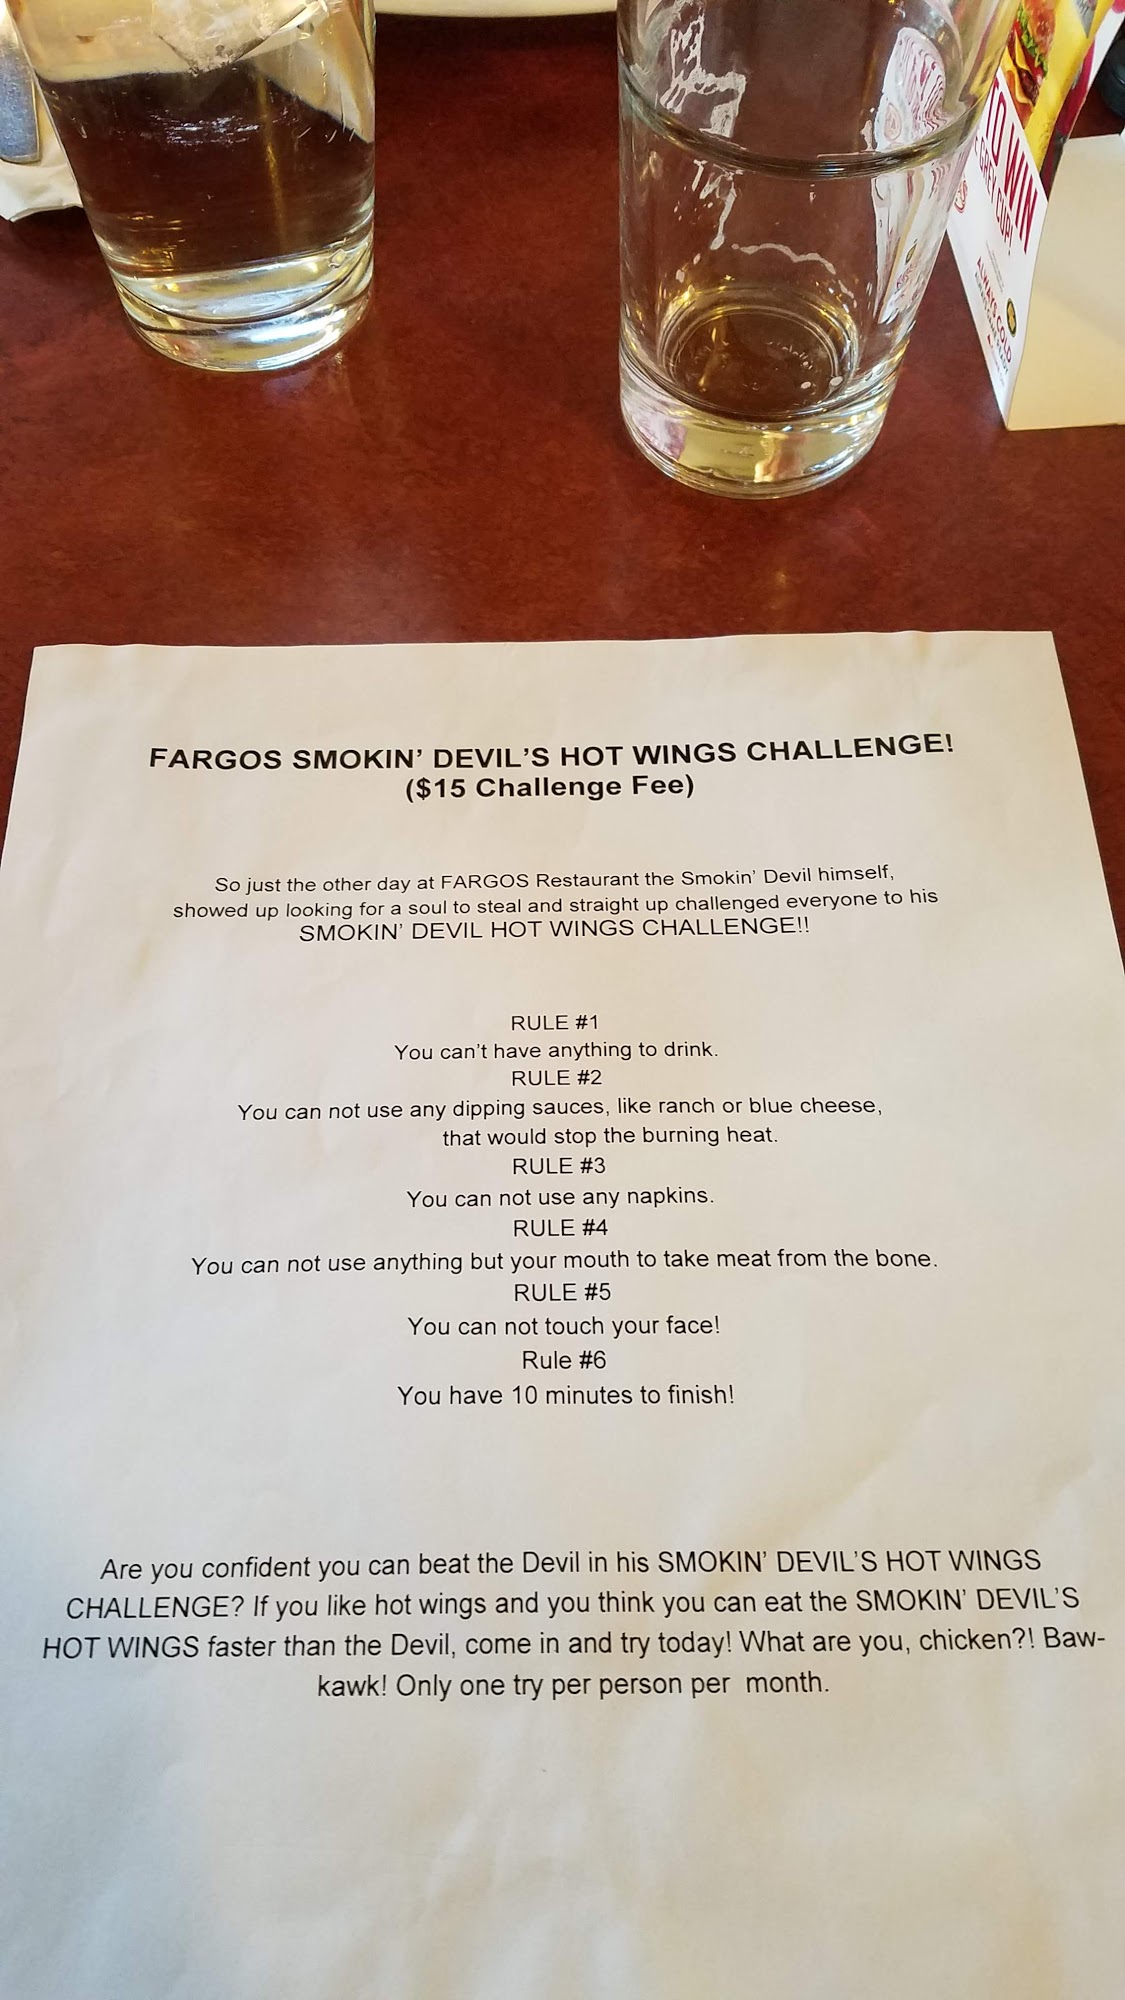 TO WIN
GREY CUP!
ALWAYS COLD
FARGOS SMOKIN' DEVIL'S HOT WINGS CHALLENGE!
($15 Challenge Fee)
So just the other day at FARGOS Restaurant the Smokin' Devil himself,
showed up looking for a soul to steal and straight up challenged everyone to his
SMOKIN' DEVIL HOT WINGS CHALLENGE!!
RULE #1
You can't have anything to drink.
RULE #2
You can not use any dipping sauces, like ranch or blue cheese,
that would stop the burning heat.
RULE #3
You can not use any napkins.
RULE #4
You can not use anything but your mouth to take meat from the bone.
RULE #5
You can not touch your face!
Rule #6
You have 10 minutes to finish!
Are you confident you can beat the Devil in his SMOKIN' DEVIL'S HOT WINGS
CHALLENGE? If you like hot wings and you think you can eat the SMOKIN' DEVIL'S
HOT WINGS faster than the Devil, come in and try today! What are you, chicken?! Baw-
kawk! Only one try per person per  month.